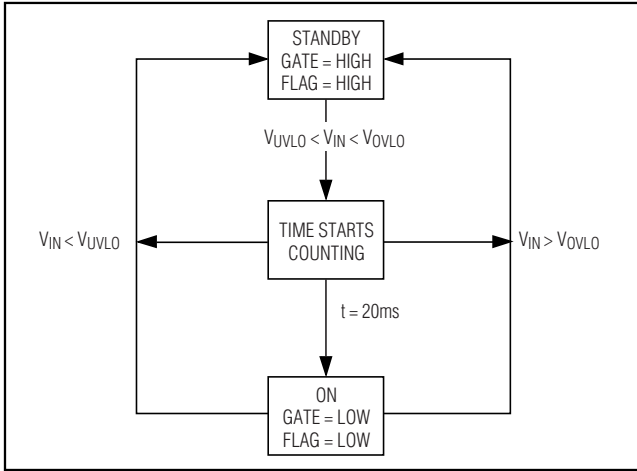 STANDBY
GATE = HIGH
FLAG = HIGH
VUVLO < VIN < VOVLO
TIME STARTS
COUNTING
VIN < VUVLO
VIN > VOVLO
t = 20ms
ON
GATE = LOW
FLAG = LOW